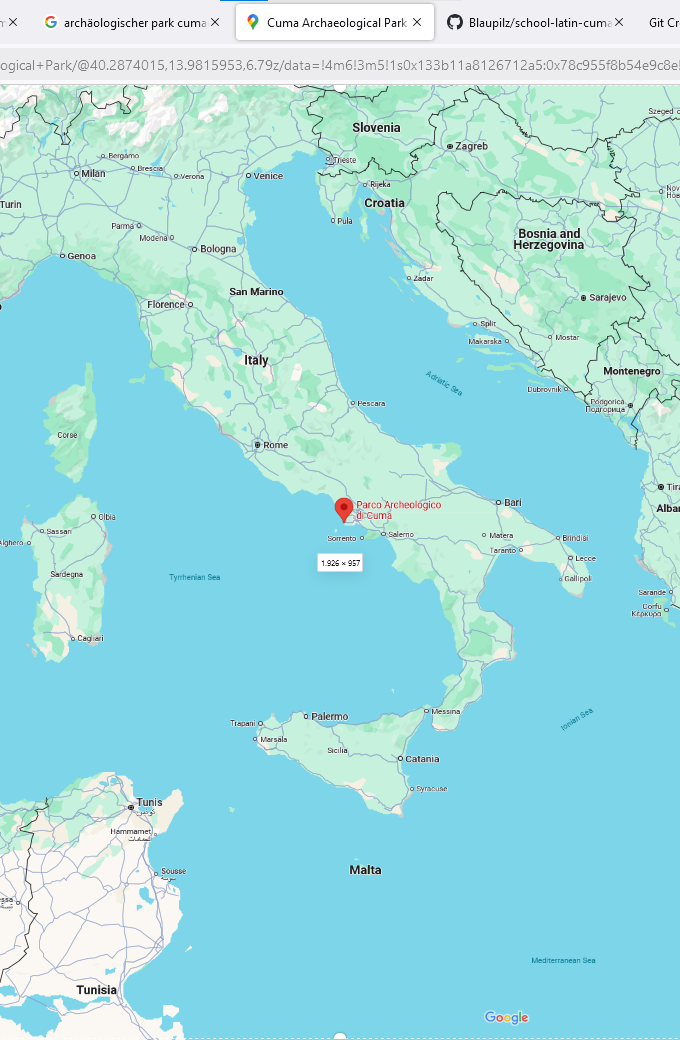 archäologischer park cuma
Cuma Archaeological Park
Blaupilz/school-latin-cuma
Git Cr
ogical+Park/@40.2874015,13.9815953,6.79z/data=!4m6!3m5!1s0x133b11a8126712a5:0x78c955f8b54e9c8e!
Slovenia
Zagreb
Szeged
Bergamo
Brescia
Milan
Verona
Venice
Trieste
Rijeka
Turin
Croatia
Parma
Pula
Modena
Bologna
Bosnia and
Herzegovina
Genoa
Zadar
San Marino
Sarajevo
Florence
Split
Mostar
Makarska
Italy
Montenegro
Adriatic Sea
Dubrovnik
Podgorica
Подгорица
Pescara
Corse
Rome
Parco Archeologico
di Cuma
Bari
Olbia
Sassari
Alghero
Sorrento
Salerno
Matera
Brindisi
Taranto
Lecce
Gallipoli
1.926 × 957
Tyrrhenian Sea
Sardegna
Sarande
Corfu
Κέρκυρα
Cagliari
Messina
Palermo
Trapani
Ionian Sea
Marsala
Sicilia
Catania
Syracuse
Tunis
تونس
Hammamet
الحمامات
Malta
Sousse
سوسة
Mediterranean Sea
Tunisia
Google